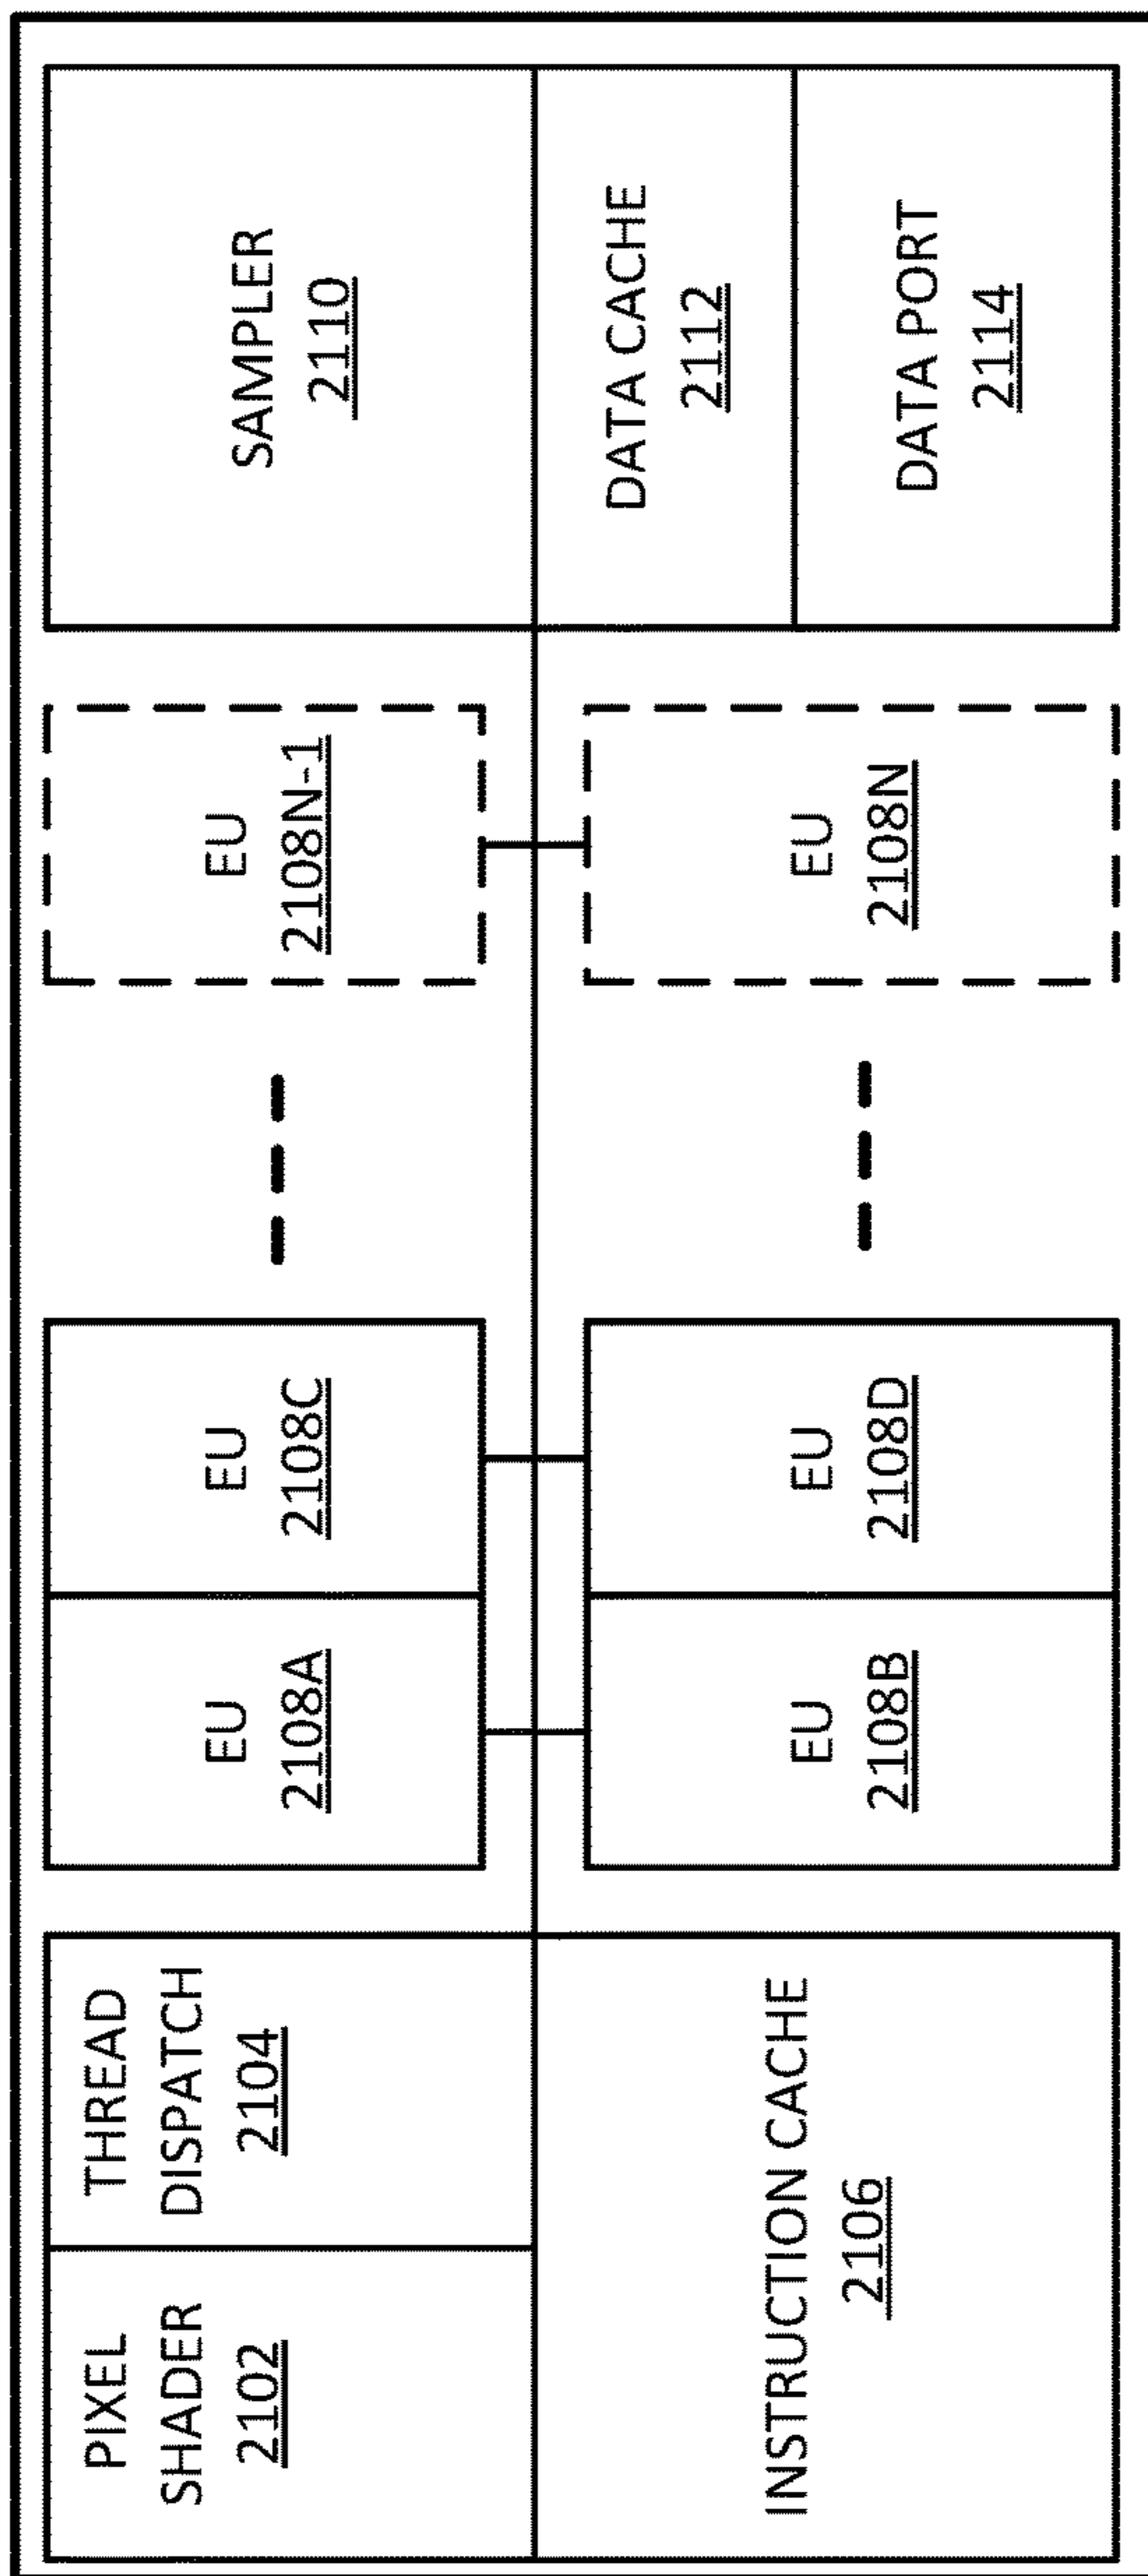 PIXEL
SHADER
2102
THREAD
DISPATCH
2104
INSTRUCTION CACHE
2106
EU
2108A
EU
2108C
EU
2108B
EU
2108D
EU
2108N-1
EU
2108N
SAMPLER
2110
DATA CACHE
2112
DATA PORT
2114